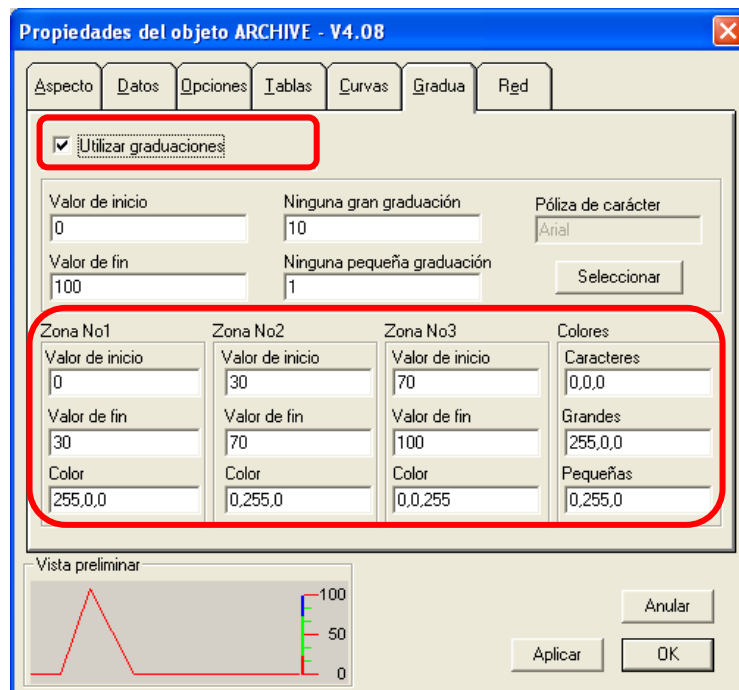 Propiedades del objeto ARCHIVE - V4.08
Aspecto Datos Opciones Tablas Curvas Gradua Red
Utilizar graduaciones
Valor de inicio Ninguna gran graduación Póliza de carácter
0 10 Arial
Valor de fin Ninguna pequeña graduación Seleccionar
100 1
Zona No1 Zona No2 Zona No3 Colores
Valor de inicio Valor de inicio Valor de inicio Caracteres
0 30 70 0,0,0
Valor de fin Valor de fin Valor de fin Grandes
30 70 100 255,0,0
Color Color Color Pequeñas
255,0,0 0,255,0 0,0,255 0,255,0
Vista preliminar
100
50
0
Anular
Aplicar OK